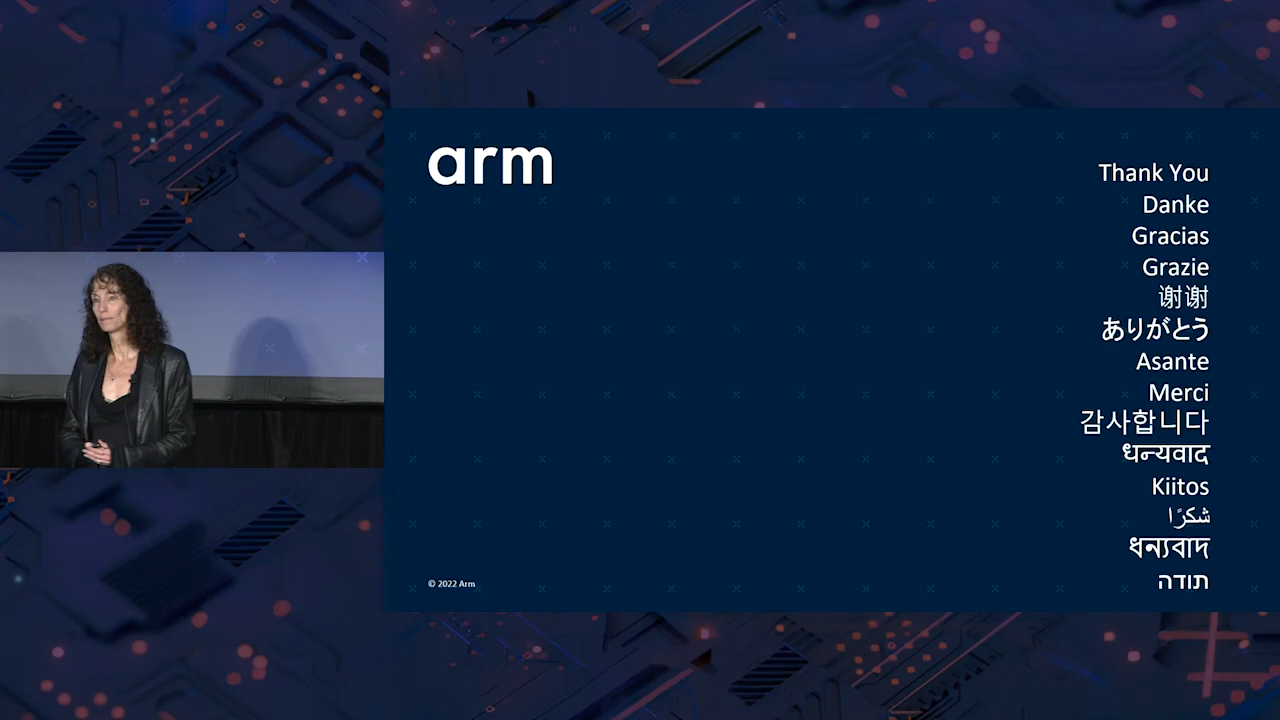 arm
Thank You
Danke
Gracias
Grazie
谢谢
ありがとう
Asante
Merci
감사합니다
धन्यवाद
Kiitos
شكرًا
ধন্যবাদ
תודה
© 2022 Arm